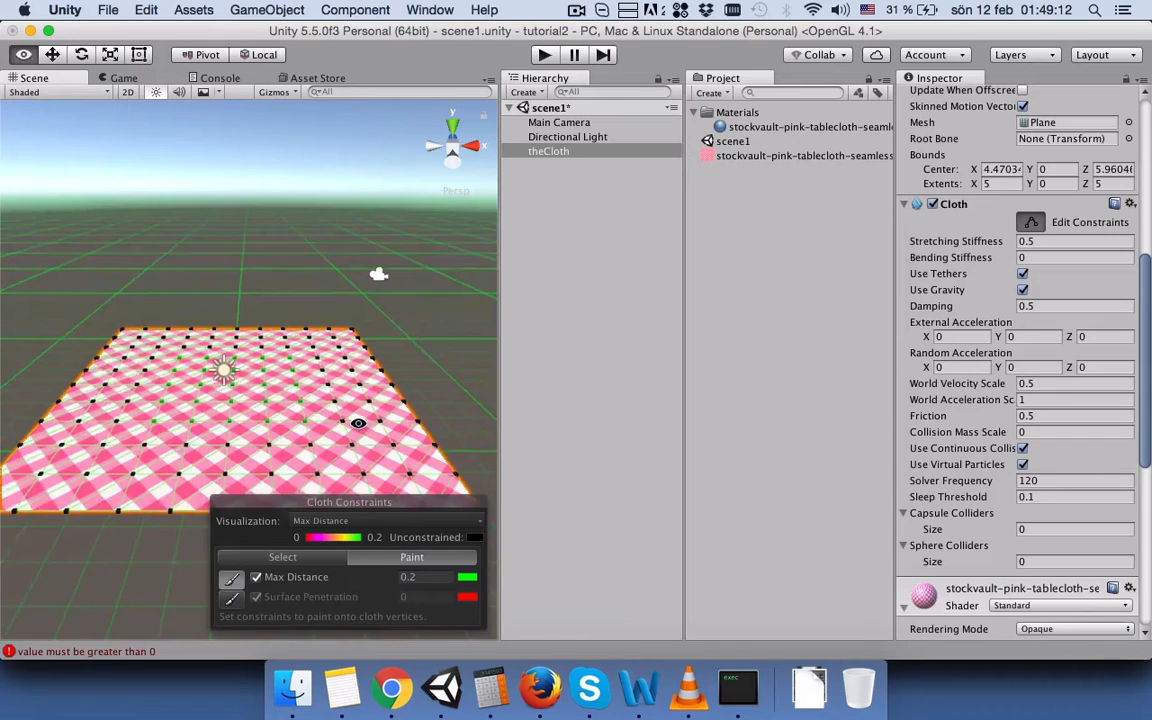 Unity File Edit Assets GameObject Component Window Help 31 % sön 12 feb 01:49:12
Unity 5.5.0f3 Personal (64bit) - scene1.unity - tutorial2 - PC, Mac & Linux Standalone (Personal) <OpenGL 4.1>
Pivot Local Collab Account Layers Layout
Scene Game Console Asset Store Hierarchy Project Inspector
Shaded 2D Gizmos All Create All Create
Update When Offscreen
scene1* Materials
Skinned Motion Vector
Main Camera stockvault-pink-tablecloth-seamle
Mesh Plane
Directional Light scene1
Root Bone None (Transform)
theCloth stockvault-pink-tablecloth-seamless
Bounds
Center: X 4.4703 Y 0 Z 5.9604
Extents: X 5 Y 0 Z 5
y
x
Persp
Cloth
Edit Constraints
Stretching Stiffness 0.5
Bending Stiffness 0
Use Tethers
Use Gravity
Damping 0.5
External Acceleration
X 0 Y 0 Z 0
Random Acceleration
X 0 Y 0 Z 0
World Velocity Scale 0.5
World Acceleration Sc 1
Friction 0.5
Collision Mass Scale 0
Use Continuous Collis
Use Virtual Particles
Solver Frequency 120
Sleep Threshold 0.1
Capsule Colliders
Size 0
Sphere Colliders
Size 0
Cloth Constraints
Visualization: Max Distance
0 0.2 Unconstrained:
Select Paint
Max Distance 0.2
Surface Penetration 0
Set constraints to paint onto cloth vertices.
stockvault-pink-tablecloth-se
Shader Standard
Rendering Mode Opaque
value must be greater than 0
exec